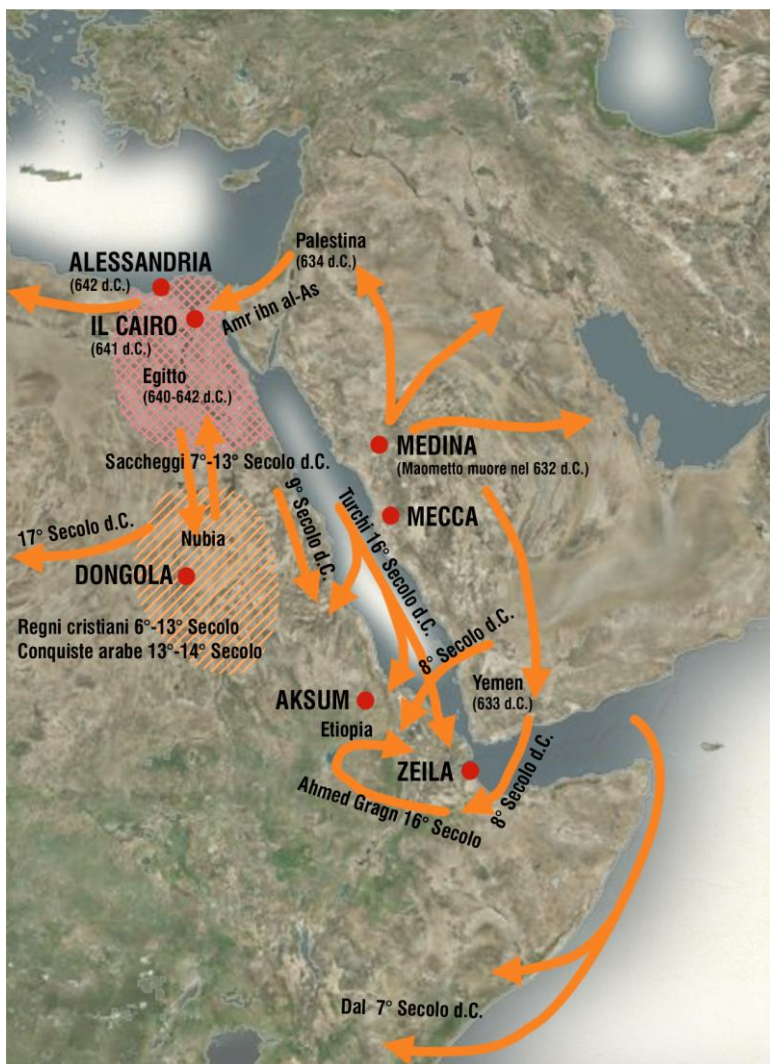 Palestina
(634 d.C.)
ALESSANDRIA
(642 d.C.)
Amr ibn al-As
IL CAIRO
(641 d.C.)
Egitto
(640-642 d.C.)
MEDINA
(Maometto muore nel 632 d.C.)
Saccheggi 7°-13° Secolo d.C.
9° Secolo d.C.
Turchi 16° Secolo d.C.
MECCA
17° Secolo d.C.
Nubia
DONGOLA
Regni cristiani 6°-13° Secolo
Conquiste arabe 13°-14° Secolo
8° Secolo d.C.
Yemen
(633 d.C.)
AKSUM
Etiopia
ZEILA
8° Secolo d.C.
Ahmed Gragn 16° Secolo
Dal 7° Secolo d.C.